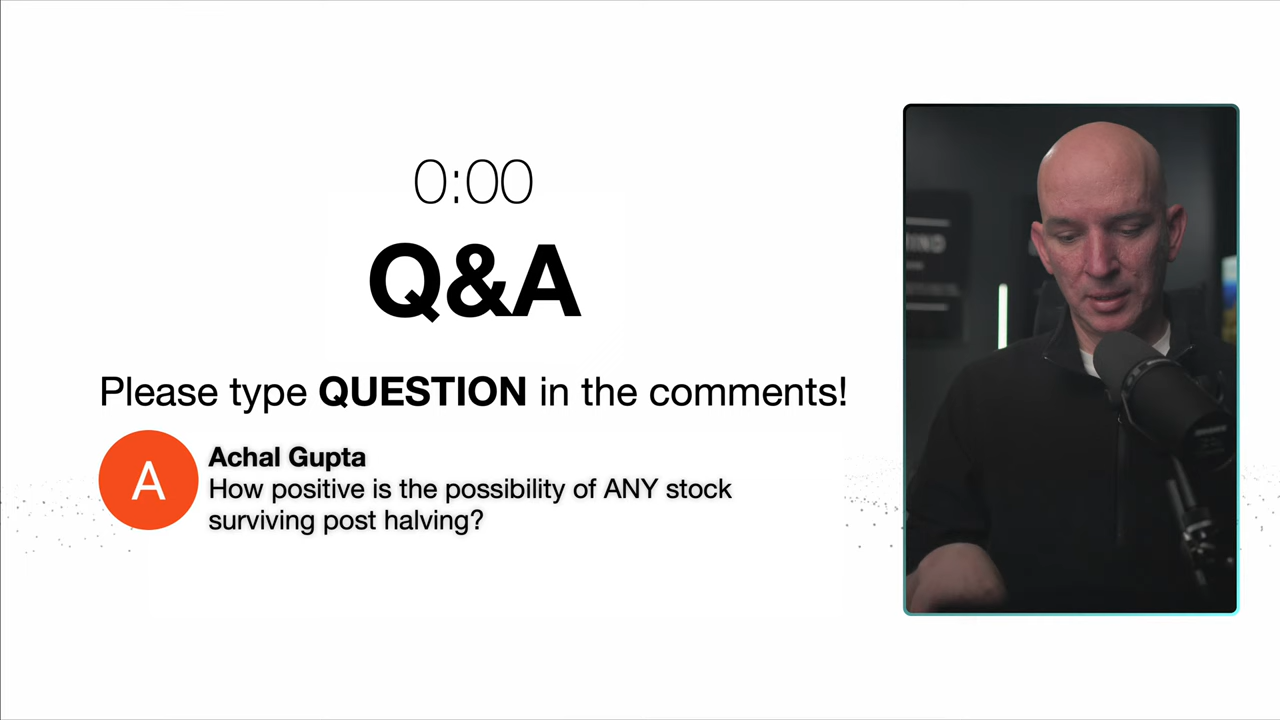 0:00
Q&A
Please type QUESTION in the comments!
A
Achal Gupta
How positive is the possibility of ANY stock
surviving post halving?